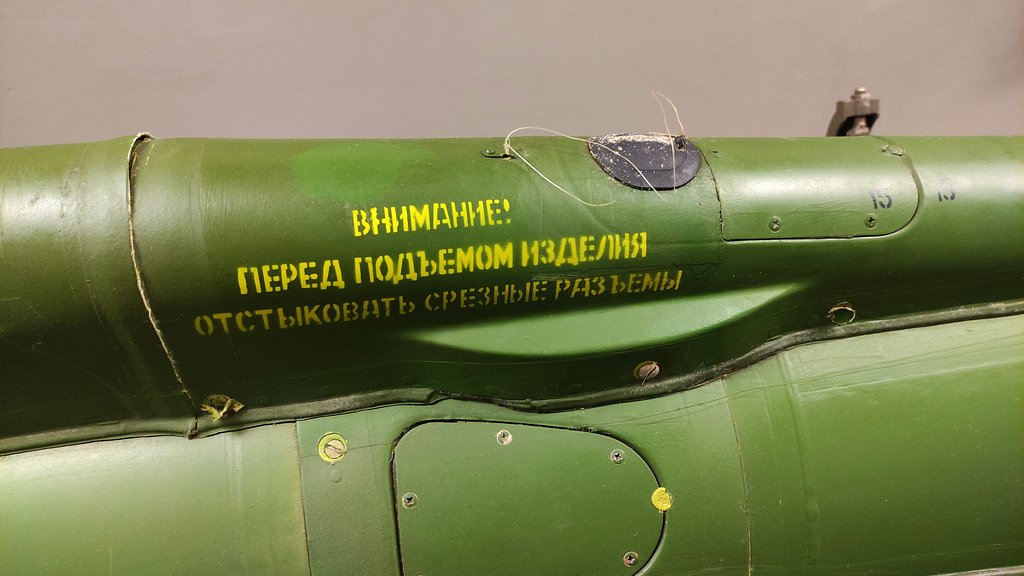 ВНИМАНИЕ!
ПЕРЕД ПОДЪЕМОМ ИЗДЕЛИЯ
ОТСТЫКОВАТЬ СРЕЗНЫЕ РАЗЪЕМЫ
15 15